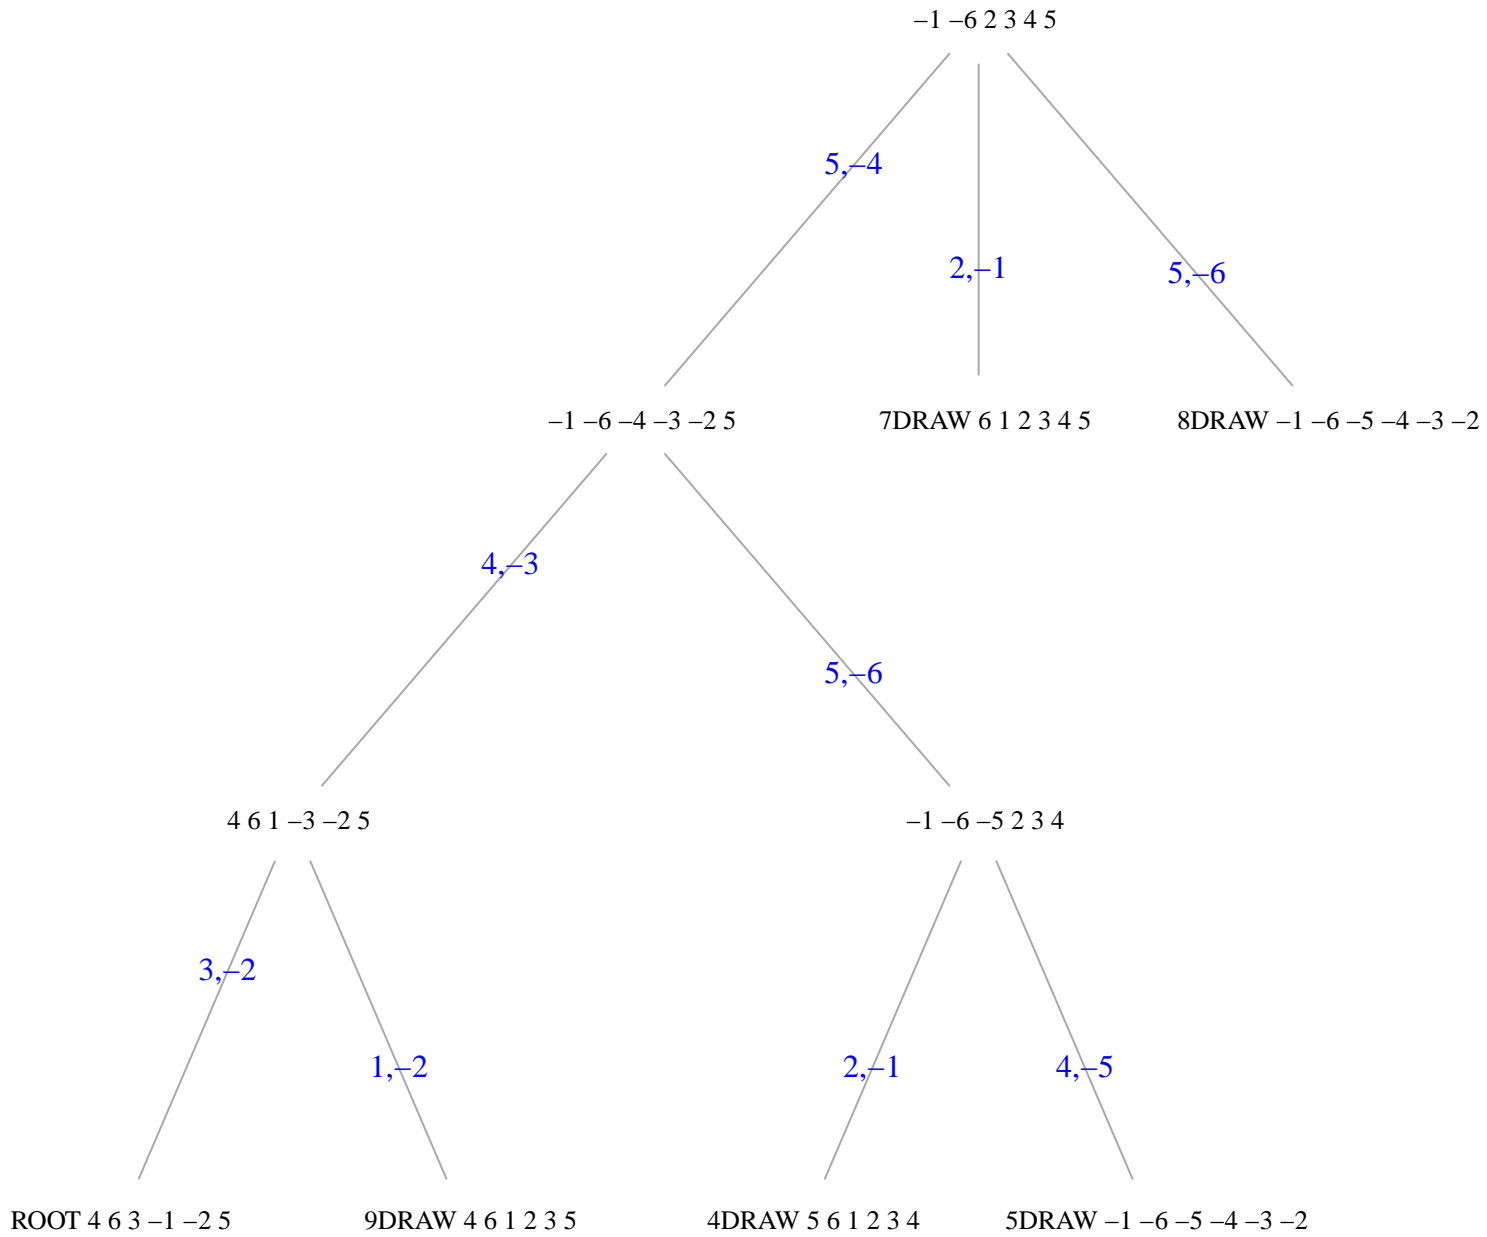 –1 –6 2 3 4 5
5,–4
2,–1
5,–6
–1 –6 –4 –3 –2 5
7DRAW 6 1 2 3 4 5
8DRAW –1 –6 –5 –4 –3 –2
4,–3
5,–6
4 6 1 –3 –2 5
–1 –6 –5 2 3 4
3,–2
1,–2
2,–1
4,–5
ROOT 4 6 3 –1 –2 5
9DRAW 4 6 1 2 3 5
4DRAW 5 6 1 2 3 4
5DRAW –1 –6 –5 –4 –3 –2